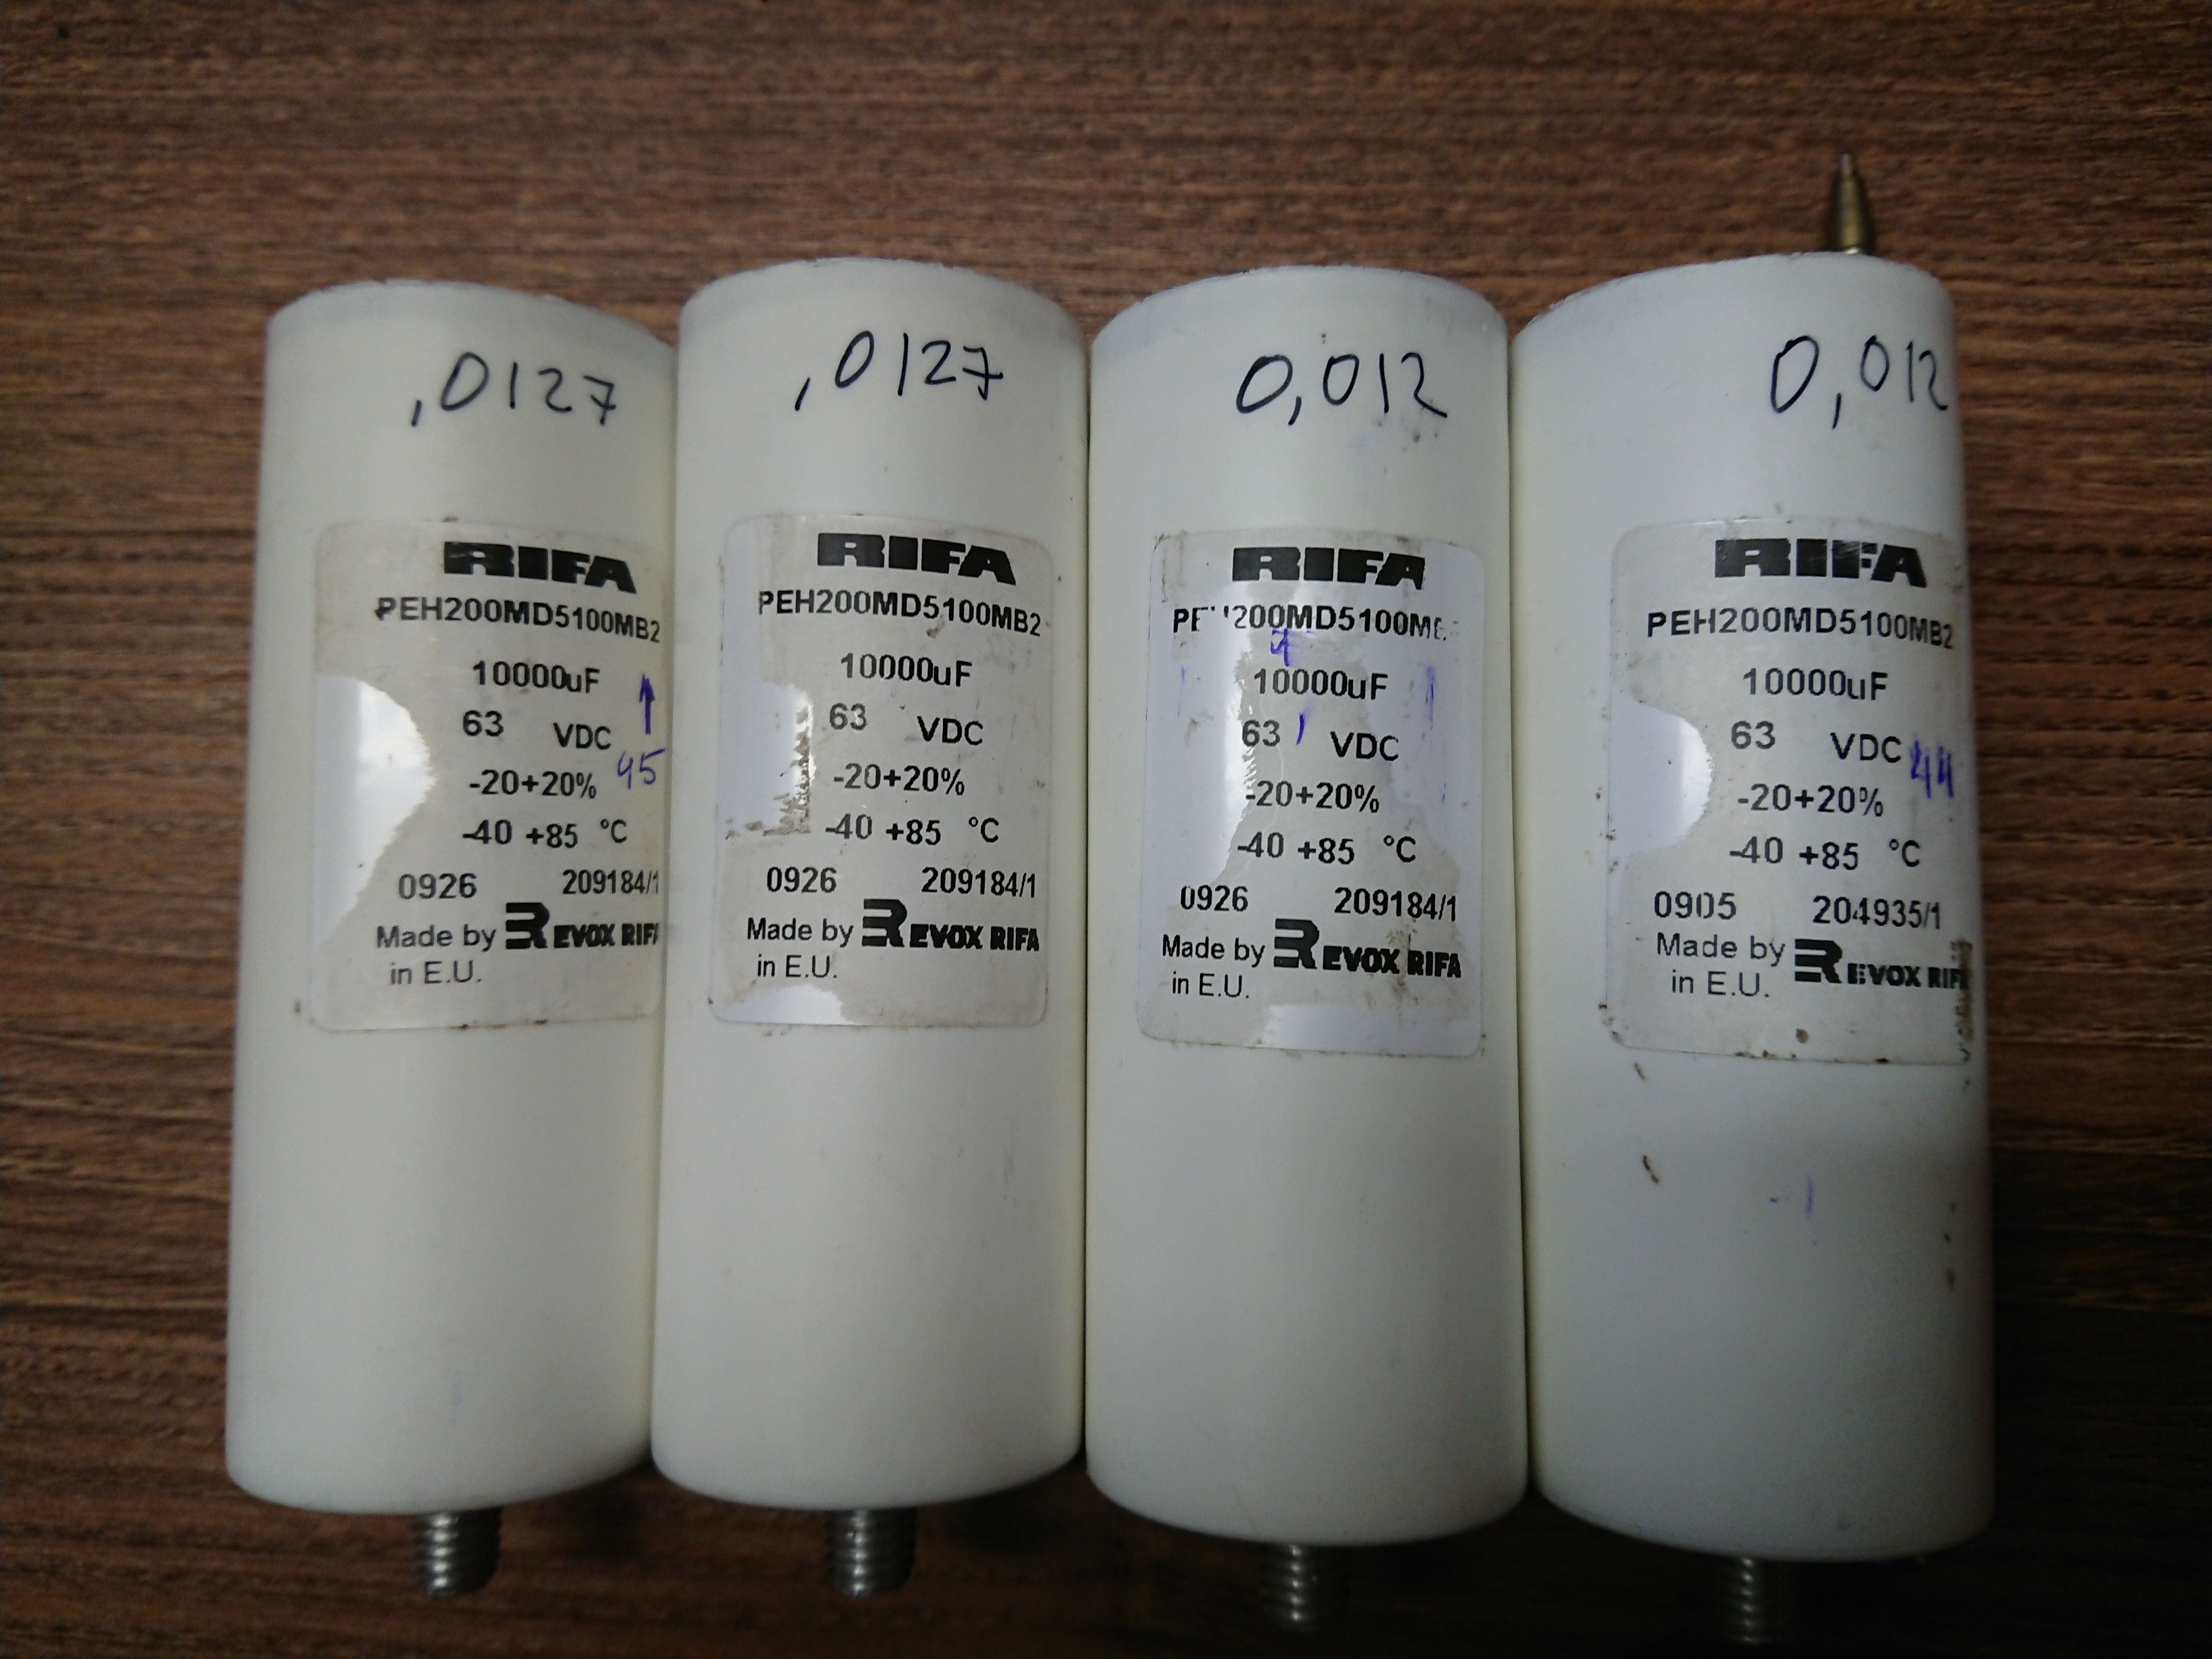 ,0127
RIFA
PEH200MD5100MB2
10000uF
63 VDC
45
-20+20%
-40 +85 °C
0926 209184/1
Made by REVOX RIFA
in E.U.
,0127
RIFA
PEH200MD5100MB2
10000uF
63 VDC
-20+20%
-40 +85 °C
0926 209184/1
Made by REVOX RIFA
in E.U.
0,012
RIFA
10000uF
63 VDC
-20+20%
-40 +85 °C
0926 209184/1
Made by REVOX RIFA
in E.U.
0,012
RIFA
PEH200MD5100MB2
10000uF
63 VDC 44
-20+20%
-40 +85 °C
0905 204935/1
Made by REVOX RIFA
in E.U.